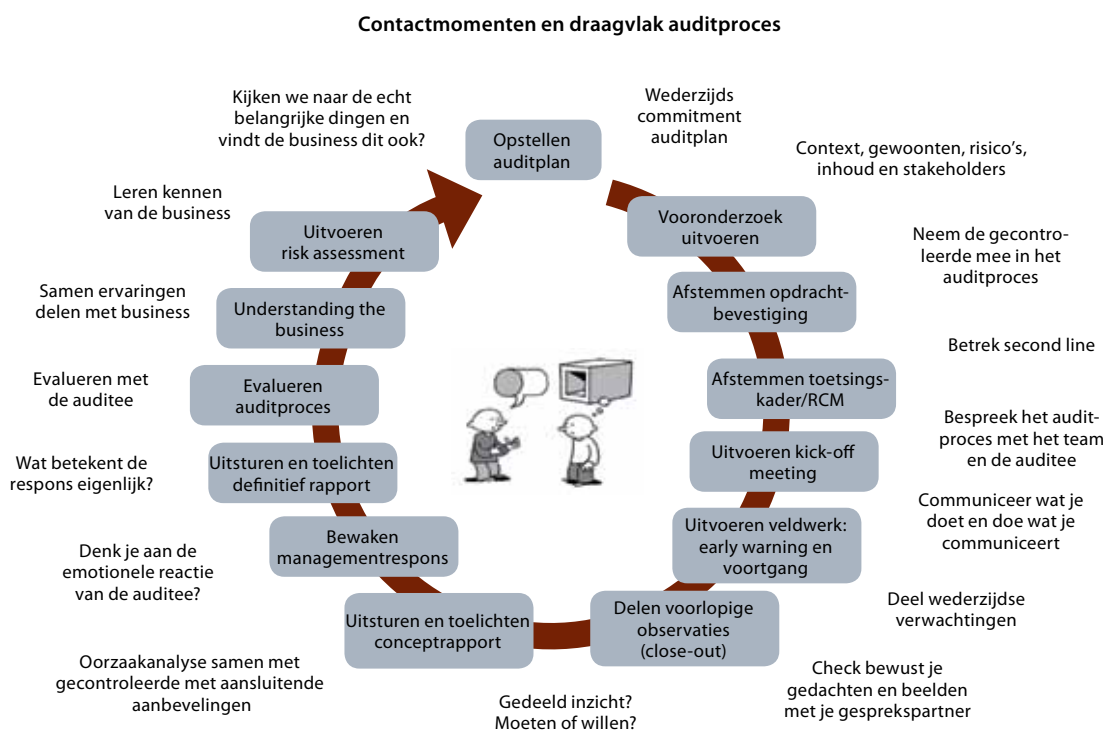 Contactmomenten en draagvlak auditproces
Kijken we naar de echt
belangrijke dingen en
vindt de business dit ook?
Opstellen
auditplan
Wederzijds
commitment
auditplan
Context, gewoonten, risico's,
inhoud en stakeholders
Vooronderzoek
uitvoeren
Neem de gecontro-
leerde mee in het
auditproces
Afstemmen opdracht-
bevestiging
Betrek second line
Afstemmen toetsings-
kader/RCM
Bespreek het audit-
proces met het team
en de auditee
Uitvoeren kick-off
meeting
Communiceer wat je
doet en doe wat je
communiceert
Uitvoeren veldwerk:
early warning en
voortgang
Deel wederzijdse
verwachtingen
Delen voorlopige
observaties
(close-out)
Check bewust je
gedachten en beelden
met je gesprekspartner
Gedeeld inzicht?
Moeten of willen?
Uitsturen en toelichten
conceptrapport
Oorzaakanalyse samen met
gecontroleerde met aansluitende
aanbevelingen
Bewaken
managementrespons
Denk je aan de
emotionele reactie
van de auditee?
Uitsturen en toelichten
definitief rapport
Wat betekent de
respons eigenlijk?
Evalueren
auditproces
Evalueren met
de auditee
Understanding the
business
Samen ervaringen
delen met business
Uitvoeren
risk assessment
Leren kennen
van de business